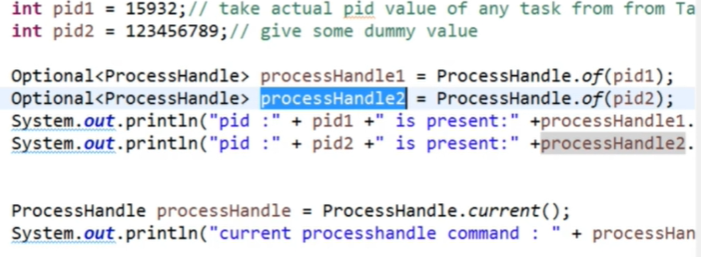 int pid1 = 15932;// take actual pid value of any task from from Ta
int pid2 = 123456789;// give some dummy value
Optional<ProcessHandle> processHandle1 = ProcessHandle.of(pid1);
Optional<ProcessHandle> processHandle2 = ProcessHandle.of(pid2);
System.out.println("pid :" + pid1 +" is present:" +processHandle1.
System.out.println("pid :" + pid2 +" is present:" +processHandle2.
ProcessHandle processHandle = ProcessHandle.current();
System.out.println("current processhandle command : " + processHan